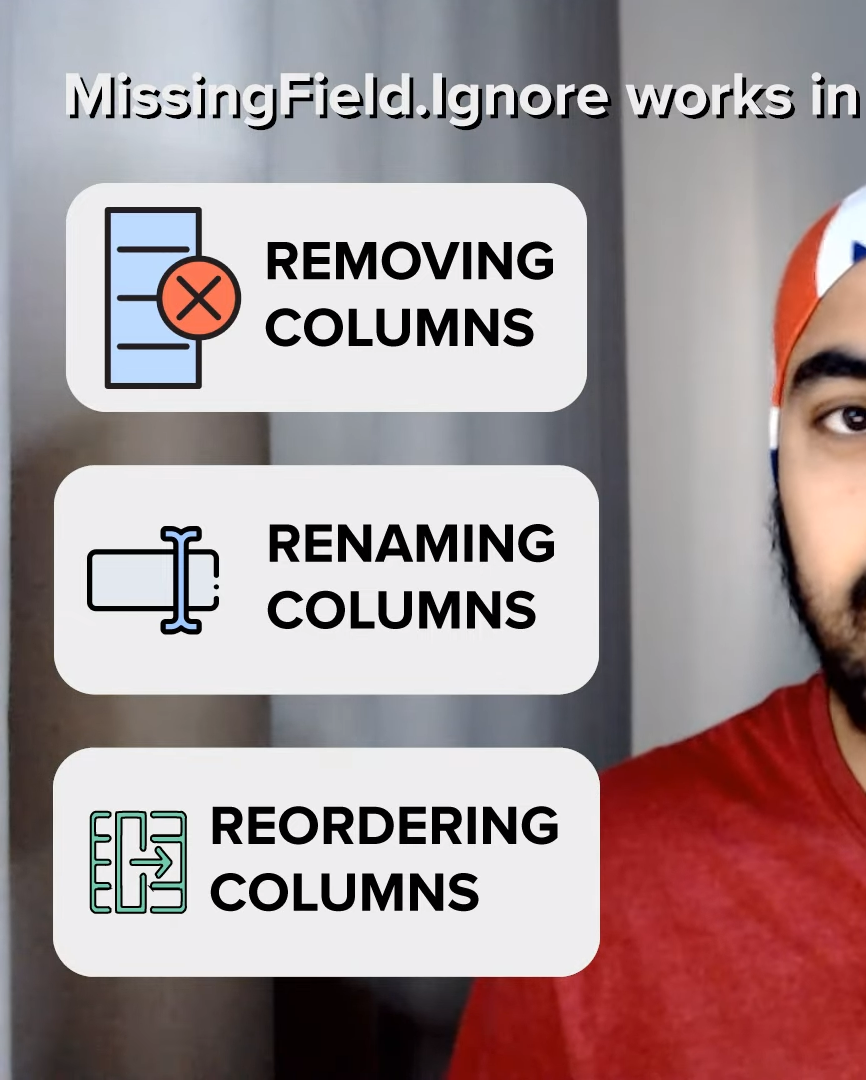 MissingField.Ignore works in
REMOVING
COLUMNS
RENAMING
COLUMNS
REORDERING
COLUMNS